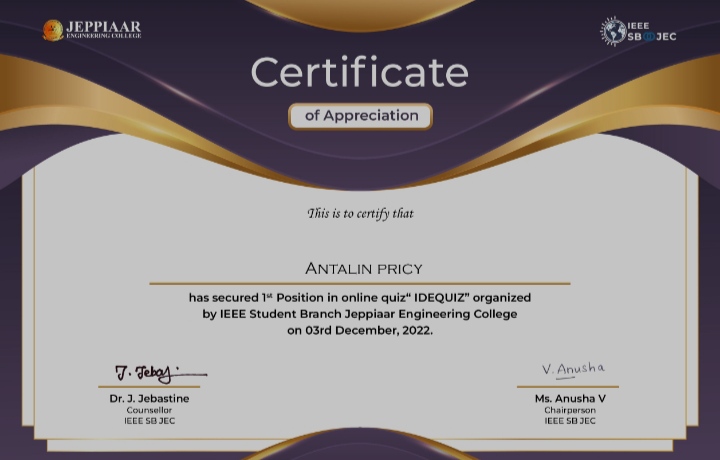 JEPPIAAR
ENGINEERING COLLEGE
IEEE
SB@JEC
Certificate
of Appreciation
This is to certify that
ANTALIN PRICY
has secured 1st Position in online quiz“ IDEQUIZ” organized
by IEEE Student Branch Jeppiaar Engineering College
on 03rd December, 2022.
J. Jebaj.
V. Anusha
Dr. J. Jebastine
Ms. Anusha V
Counsellor
Chairperson
IEEE SB JEC
IEEE SB JEC